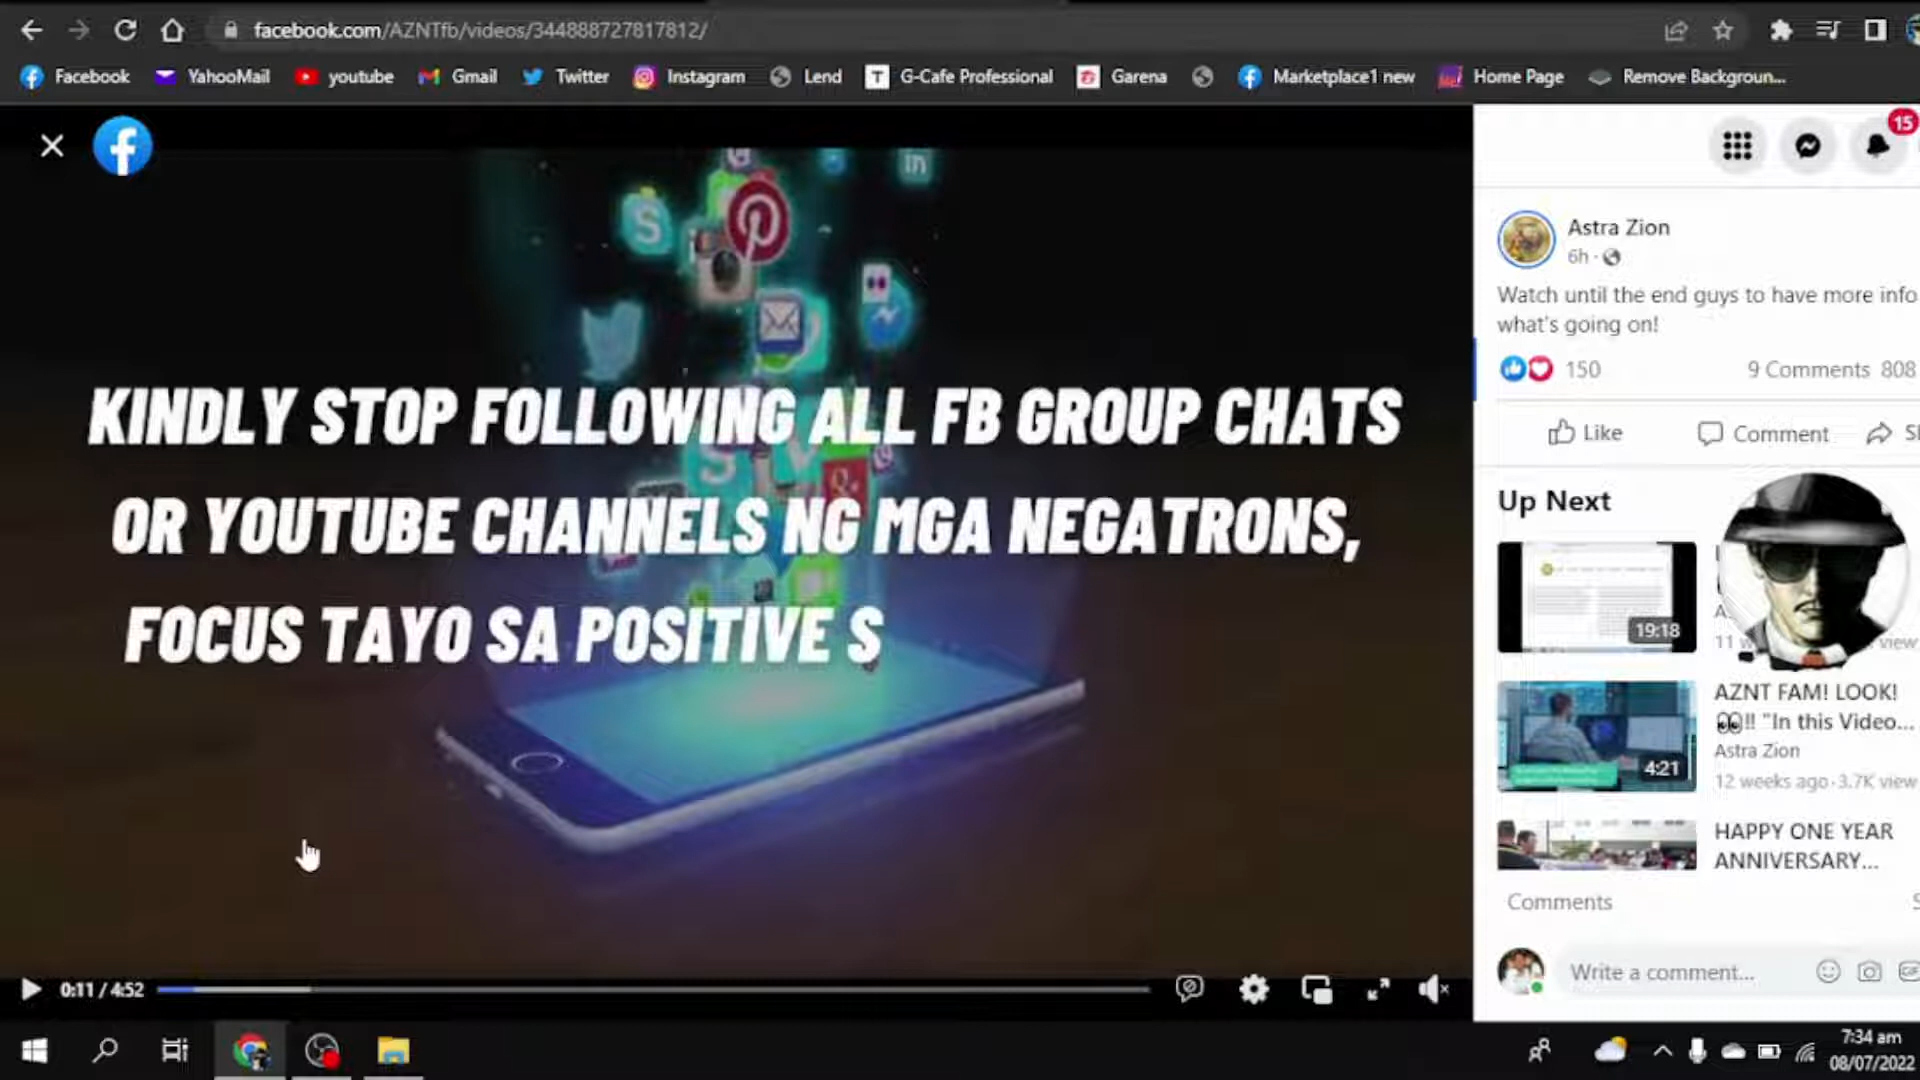 facebook.com/AZNTfb/videos/344888727817812/
Facebook YahooMail youtube Gmail Twitter Instagram Lend G-Cafe Professional Garena Marketplace1 new Home Page Remove Backgroun...
15
Astra Zion
6h
Watch until the end guys to have more info
what's going on!
150 9 Comments 808
Like Comment
KINDLY STOP FOLLOWING ALL FB GROUP CHATS
OR YOUTUBE CHANNELS NG MGA NEGATRONS,
FOCUS TAYO SA POSITIVE S
Up Next
19:18
view
AZNT FAM! LOOK!
👀!! "In this Video...
Astra Zion
12 weeks ago · 3.7K view
4:21
HAPPY ONE YEAR
ANNIVERSARY...
Comments
Write a comment...
0:11 / 4:52
7:34 am
08/07/2022